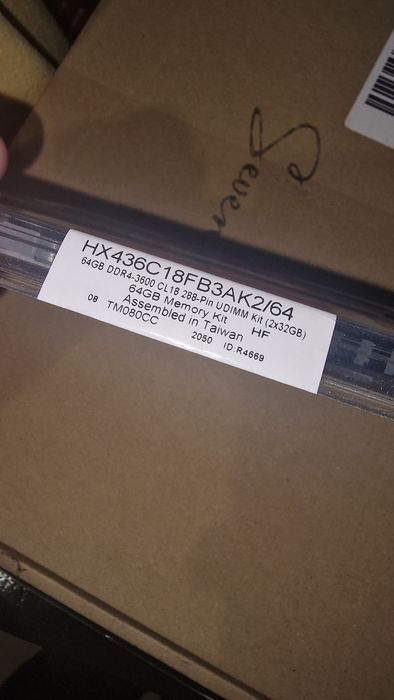 Seven
HX436C18FB3AK2/64
64GB DDR4-3600 CL18 288-Pin UDIMM Kit (2x32GB)
64GB Memory Kit HF
Assembled in Taiwan
08 TM080CC 2050 ID:R4669